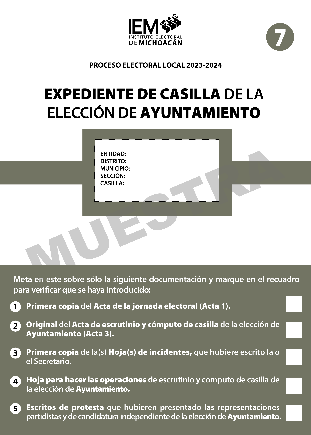 IEM
INSTITUTO ELECTORAL
DE MICHOACÁN
7
PROCESO ELECTORAL LOCAL 2023-2024
EXPEDIENTE DE CASILLA DE LA
ELECCIÓN DE AYUNTAMIENTO
ENTIDAD:
DISTRITO:
MUNICIPIO:
SECCIÓN:
CASILLA:
MUESTRA
Meta en este sobre sólo la siguiente documentación y marque en el recuadro
para verificar que se haya introducido:
1 Primera copia del Acta de la jornada electoral (Acta 1).
2 Original del Acta de escrutinio y cómputo de casilla de la elección de
Ayuntamiento (Acta 3).
3 Primera copia de la(s) Hoja(s) de incidentes, que hubiere escrito la o
el Secretario.
4 Hoja para hacer las operaciones de escrutinio y cómputo de casilla de
la elección de Ayuntamiento.
5 Escritos de protesta que hubieren presentado las representaciones
partidistas y de candidatura independiente de la elección de Ayuntamiento.